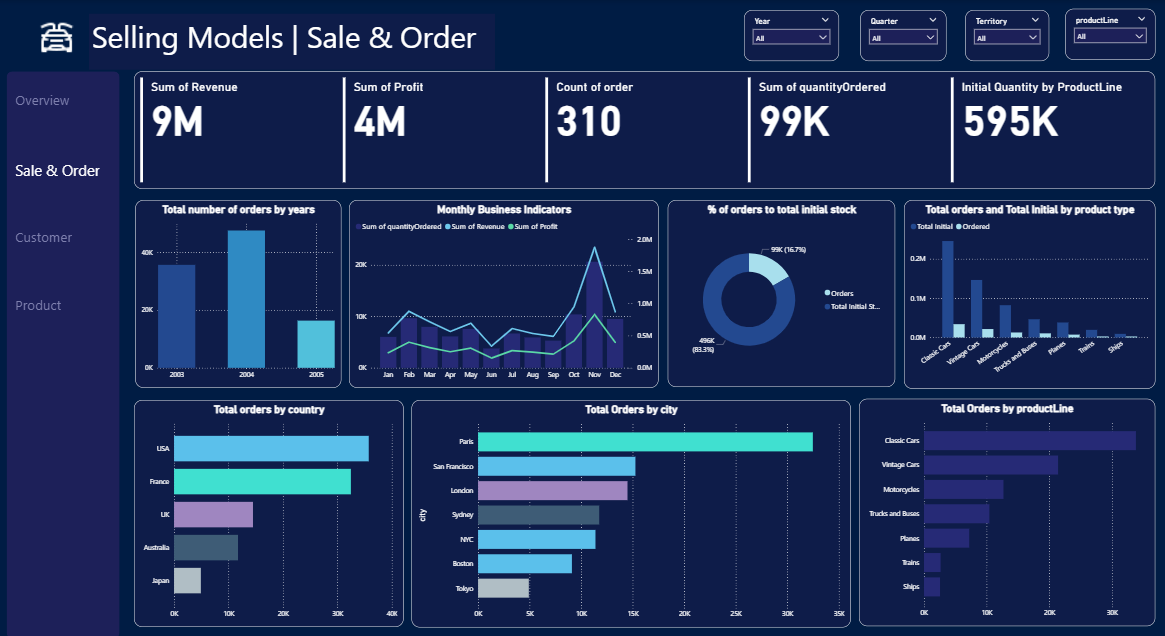 Selling Models | Sale & Order
Year
All
Quarter
All
Territory
All
productLine
All
Overview
Sale & Order
Customer
Product
Sum of Revenue
9M
Sum of Profit
4M
Count of order
310
Sum of quantityOrdered
99K
Initial Quantity by ProductLine
595K
Total number of orders by years
40K
20K
0K
2003 2004 2005
Monthly Business Indicators
Sum of quantityOrdered Sum of Revenue Sum of Profit
20K
10K
0K
2.0M
1.5M
1.0M
0.5M
0.0M
Jan Feb Mar Apr May Jun Jul Aug Sep Oct Nov Dec
% of orders to total initial stock
99K (16.7%)
496K
(83.3%)
Orders
Total Initial St...
Total orders and Total Initial by product type
Total Initial Ordered
0.2M
0.1M
0.0M
Classic Cars
Vintage Cars
Motorcycles
Trucks and Buses
Planes
Trains
Ships
Total orders by country
USA
France
UK
Australia
Japan
0K 10K 20K 30K 40K
Total Orders by city
city
Paris
San Francisco
London
Sydney
NYC
Boston
Tokyo
0K 5K 10K 15K 20K 25K 30K 35K
Total Orders by productLine
Classic Cars
Vintage Cars
Motorcycles
Trucks and Buses
Planes
Trains
Ships
0K 10K 20K 30K